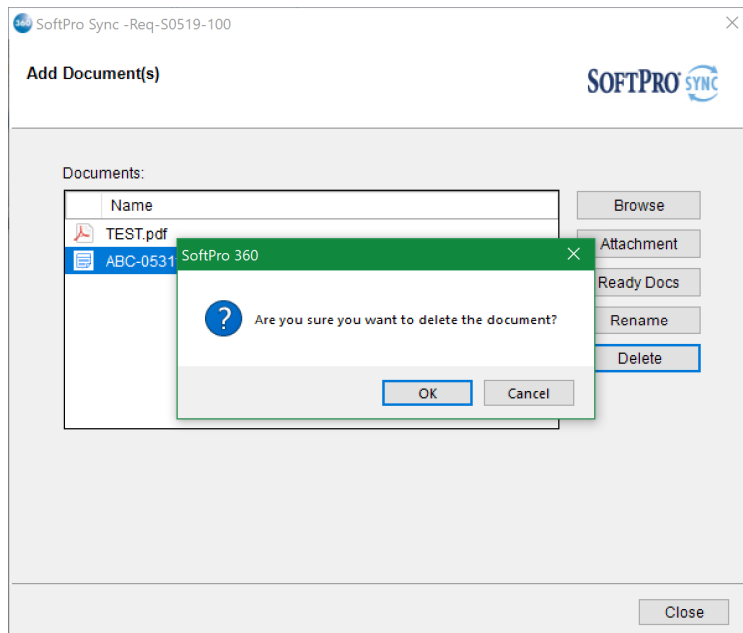 360 SoftPro Sync -Req-S0519-100
Add Document(s)
SOFTPRO SYNC
Documents:
Name
Browse
TEST.pdf
Attachment
ABC-0531
SoftPro 360
Ready Docs
? Are you sure you want to delete the document?
Rename
Delete
OK Cancel
Close